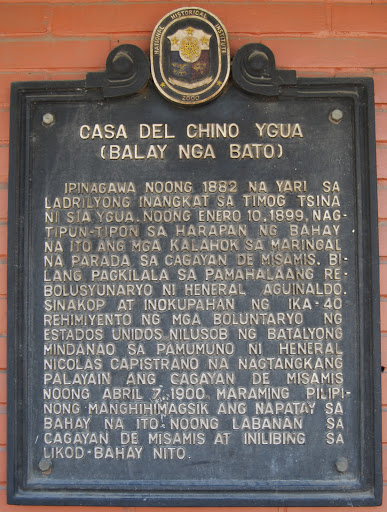 NATIONAL HISTORICAL INSTITUTE
2000
CASA DEL CHINO YGUA
(BALAY NGA BATO)
IPINAGAWA NOONG 1882 NA YARI SA
LADRILYONG INANGKAT SA TIMOG TSINA
NI SIA YGUA. NOONG ENERO 10, 1899, NAG-
TIPUN-TIPON SA HARAPAN NG BAHAY
NA ITO ANG MGA KALAHOK SA MARINGAL
NA PARADA SA CAGAYAN DE MISAMIS. BI-
LANG PAGKILALA SA PAMAHALAANG RE-
BOLUSYUNARYO NI HENERAL AGUINALDO.
SINAKOP AT INOKUPAHAN NG IKA-40
REHIMIYENTO NG MGA BOLUNTARYO NG
ESTADOS UNIDOS NILUSOB NG BATALYONG
MINDANAO SA PAMUMUNO NI HENERAL
NICOLAS CAPISTRANO NA NAGTANGKANG
PALAYAIN ANG CAGAYAN DE MISAMIS
NOONG ABRIL 7, 1900 MARAMING PILIPI-
NONG MANGHIHIMAGSIK ANG NAPATAY SA
BAHAY NA ITO NOONG LABANAN SA
CAGAYAN DE MISAMIS AT INILIBING SA
LIKOD-BAHAY NITO.